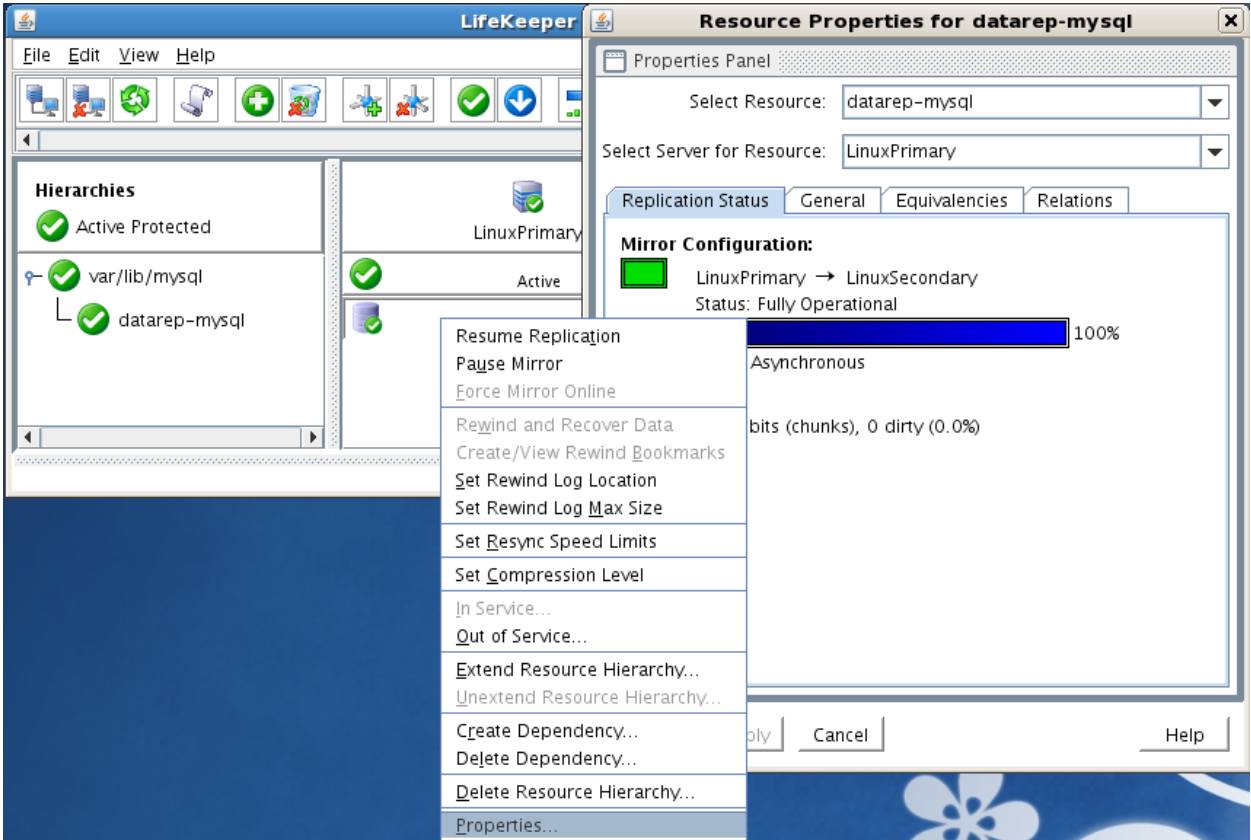 LifeKeeper
File Edit View Help
Hierarchies
Active Protected
LinuxPrimary
var/lib/mysql
Active
datarep-mysql
Resume Replication
Pause Mirror
Force Mirror Online
Rewind and Recover Data
Create/View Rewind Bookmarks
Set Rewind Log Location
Set Rewind Log Max Size
Set Resync Speed Limits
Set Compression Level
In Service...
Out of Service...
Extend Resource Hierarchy...
Unextend Resource Hierarchy...
Create Dependency...
Delete Dependency...
Delete Resource Hierarchy...
Properties...
Resource Properties for datarep-mysql
Properties Panel
Select Resource: datarep-mysql
Select Server for Resource: LinuxPrimary
Replication Status General Equivalencies Relations
Mirror Configuration:
LinuxPrimary → LinuxSecondary
Status: Fully Operational
100%
Asynchronous
bits (chunks), 0 dirty (0.0%)
Cancel Help